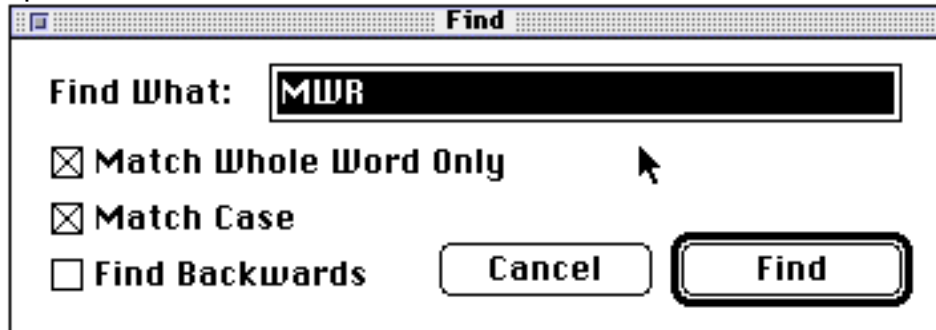 Find
Find What: MWR
Match Whole Word Only
Match Case
Find Backwards
Cancel
Find